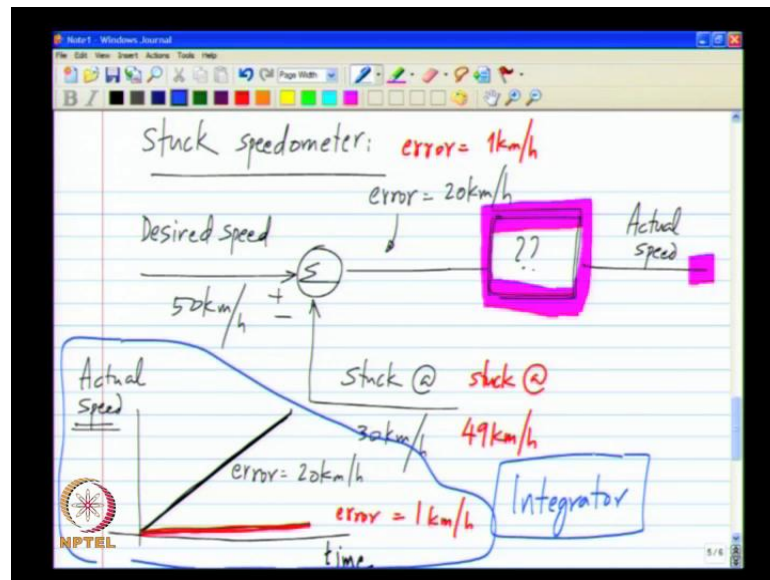 Note1 - Windows Journal
File Edit View Insert Actions Tools Help
Page Width
B I
Stuck speedometer: error = 1km/h
error = 20km/h
Desired speed
Actual
speed
Σ
??
50km/h
+
-
Actual
Speed
Stuck @ stuck @
30km/h 49km/h
error = 20km/h
Integrator
error = 1km/h
NPTEL
time
5/6